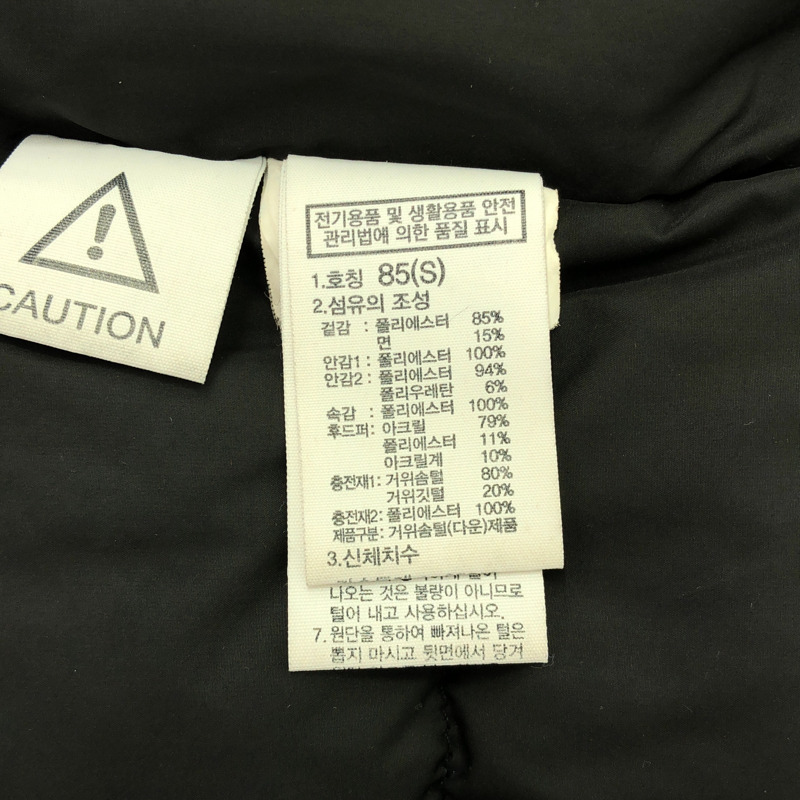 CAUTION
전기용품 및 생활용품 안전
관리법에 의한 품질 표시
1.호칭 85(S)
2.섬유의 조성
겉감 : 폴리에스터 85%
면 15%
안감1 : 폴리에스터 100%
안감2 : 폴리에스터 94%
폴리우레탄 6%
속감 : 폴리에스터 100%
후드퍼: 아크릴 79%
폴리에스터 11%
아크릴계 10%
충전재1: 거위솜털 80%
거위깃털 20%
충전재2: 폴리에스터 100%
제품구분: 거위솜털(다운)제품
3.신체치수
나오는 것은 불량이 아니므로
털어 내고 사용하십시오.
7. 원단을 통하여 빠져나온 털은
뽑지 마시고 뒷면에서 당겨